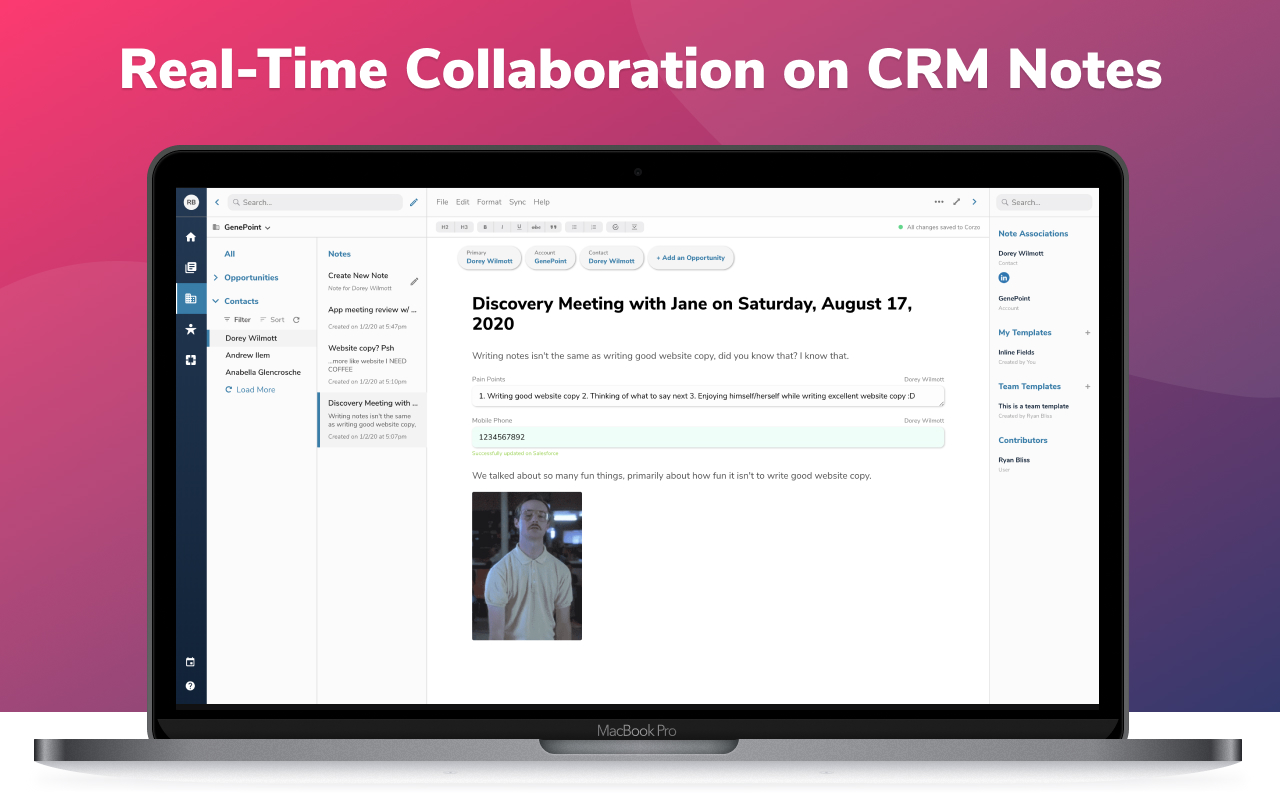 Real-Time Collaboration on CRM Notes
RB
Search...
File Edit Format Sync Help
Search...
GenePoint
H2 H3 B I U abc
All changes saved to Corzo
All
Opportunities
Contacts
Filter Sort
Dorey Wilmott
Andrew Ilem
Anabella Glencrosche
Load More
Notes
Create New Note
Note for Dorey Wilmott
App meeting review w/ ...
Created on 1/2/20 at 5:47pm
Website copy? Psh
...more like website I NEED
COFFEE
Created on 1/2/20 at 5:10pm
Discovery Meeting with ...
Writing notes isn't the same
as writing good website copy,
Created on 1/2/20 at 5:07pm
Primary
Dorey Wilmott
Account
GenePoint
Contact
Dorey Wilmott
+ Add an Opportunity
Discovery Meeting with Jane on Saturday, August 17,
2020
Writing notes isn't the same as writing good website copy, did you know that? I know that.
Pain Points Dorey Wilmott
1. Writing good website copy 2. Thinking of what to say next 3. Enjoying himself/herself while writing excellent website copy :D
Mobile Phone Dorey Wilmott
1234567892
Successfully updated on Salesforce
We talked about so many fun things, primarily about how fun it isn't to write good website copy.
Note Associations
Dorey Wilmott
Contact
in
GenePoint
Account
My Templates +
Inline Fields
Created by You
Team Templates +
This is a team template
Created by Ryan Bliss
Contributors
Ryan Bliss
User
MacBook Pro